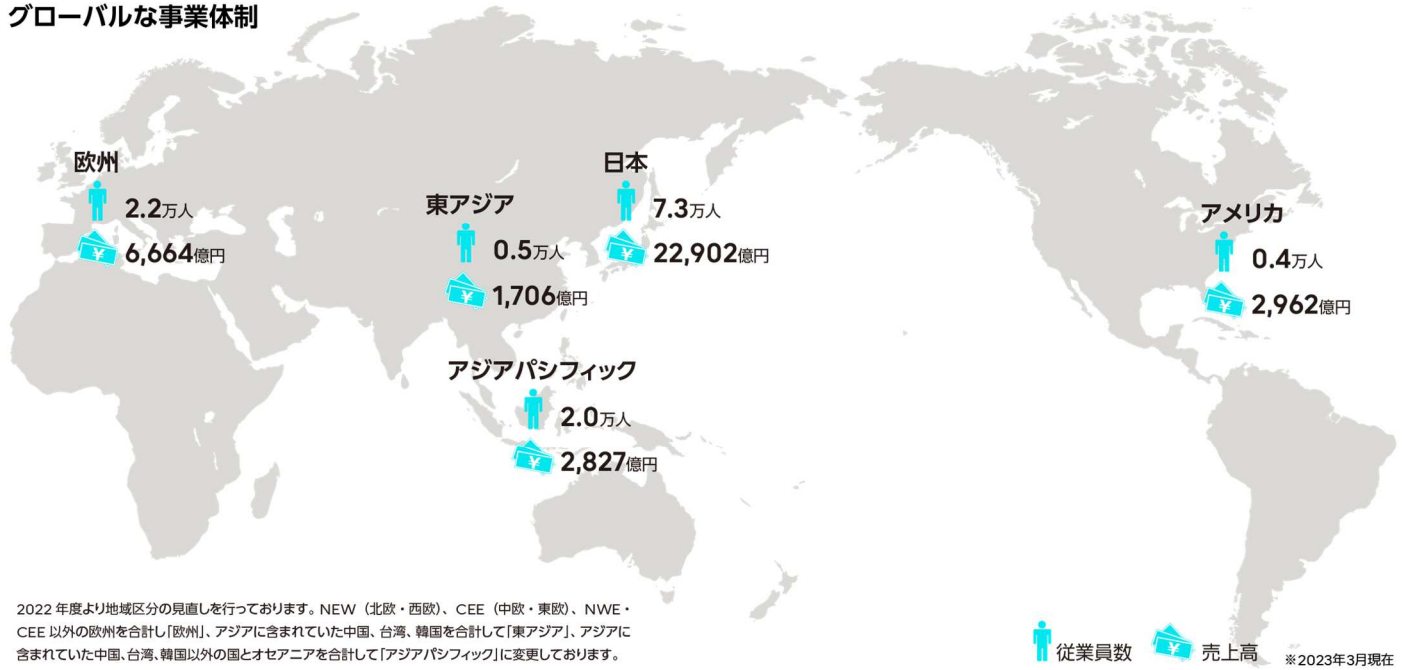 グローバルな事業体制
欧州
2.2万人
6,664億円
東アジア
0.5万人
1,706億円
日本
7.3万人
22,902億円
アメリカ
0.4万人
2,962億円
アジアパシフィック
2.0万人
2,827億円
2022 年度より地域区分の見直しを行っております。NEW（北欧・西欧）、CEE（中欧・東欧）、NWE・
CEE 以外の欧州を合計し「欧州」、アジアに含まれていた中国、台湾、韓国を合計して「東アジア」、アジアに
含まれていた中国、台湾、韓国以外の国とオセアニアを合計して「アジアパシフィック」に変更しております。
従業員数 ¥ 売上高 ※2023年3月現在